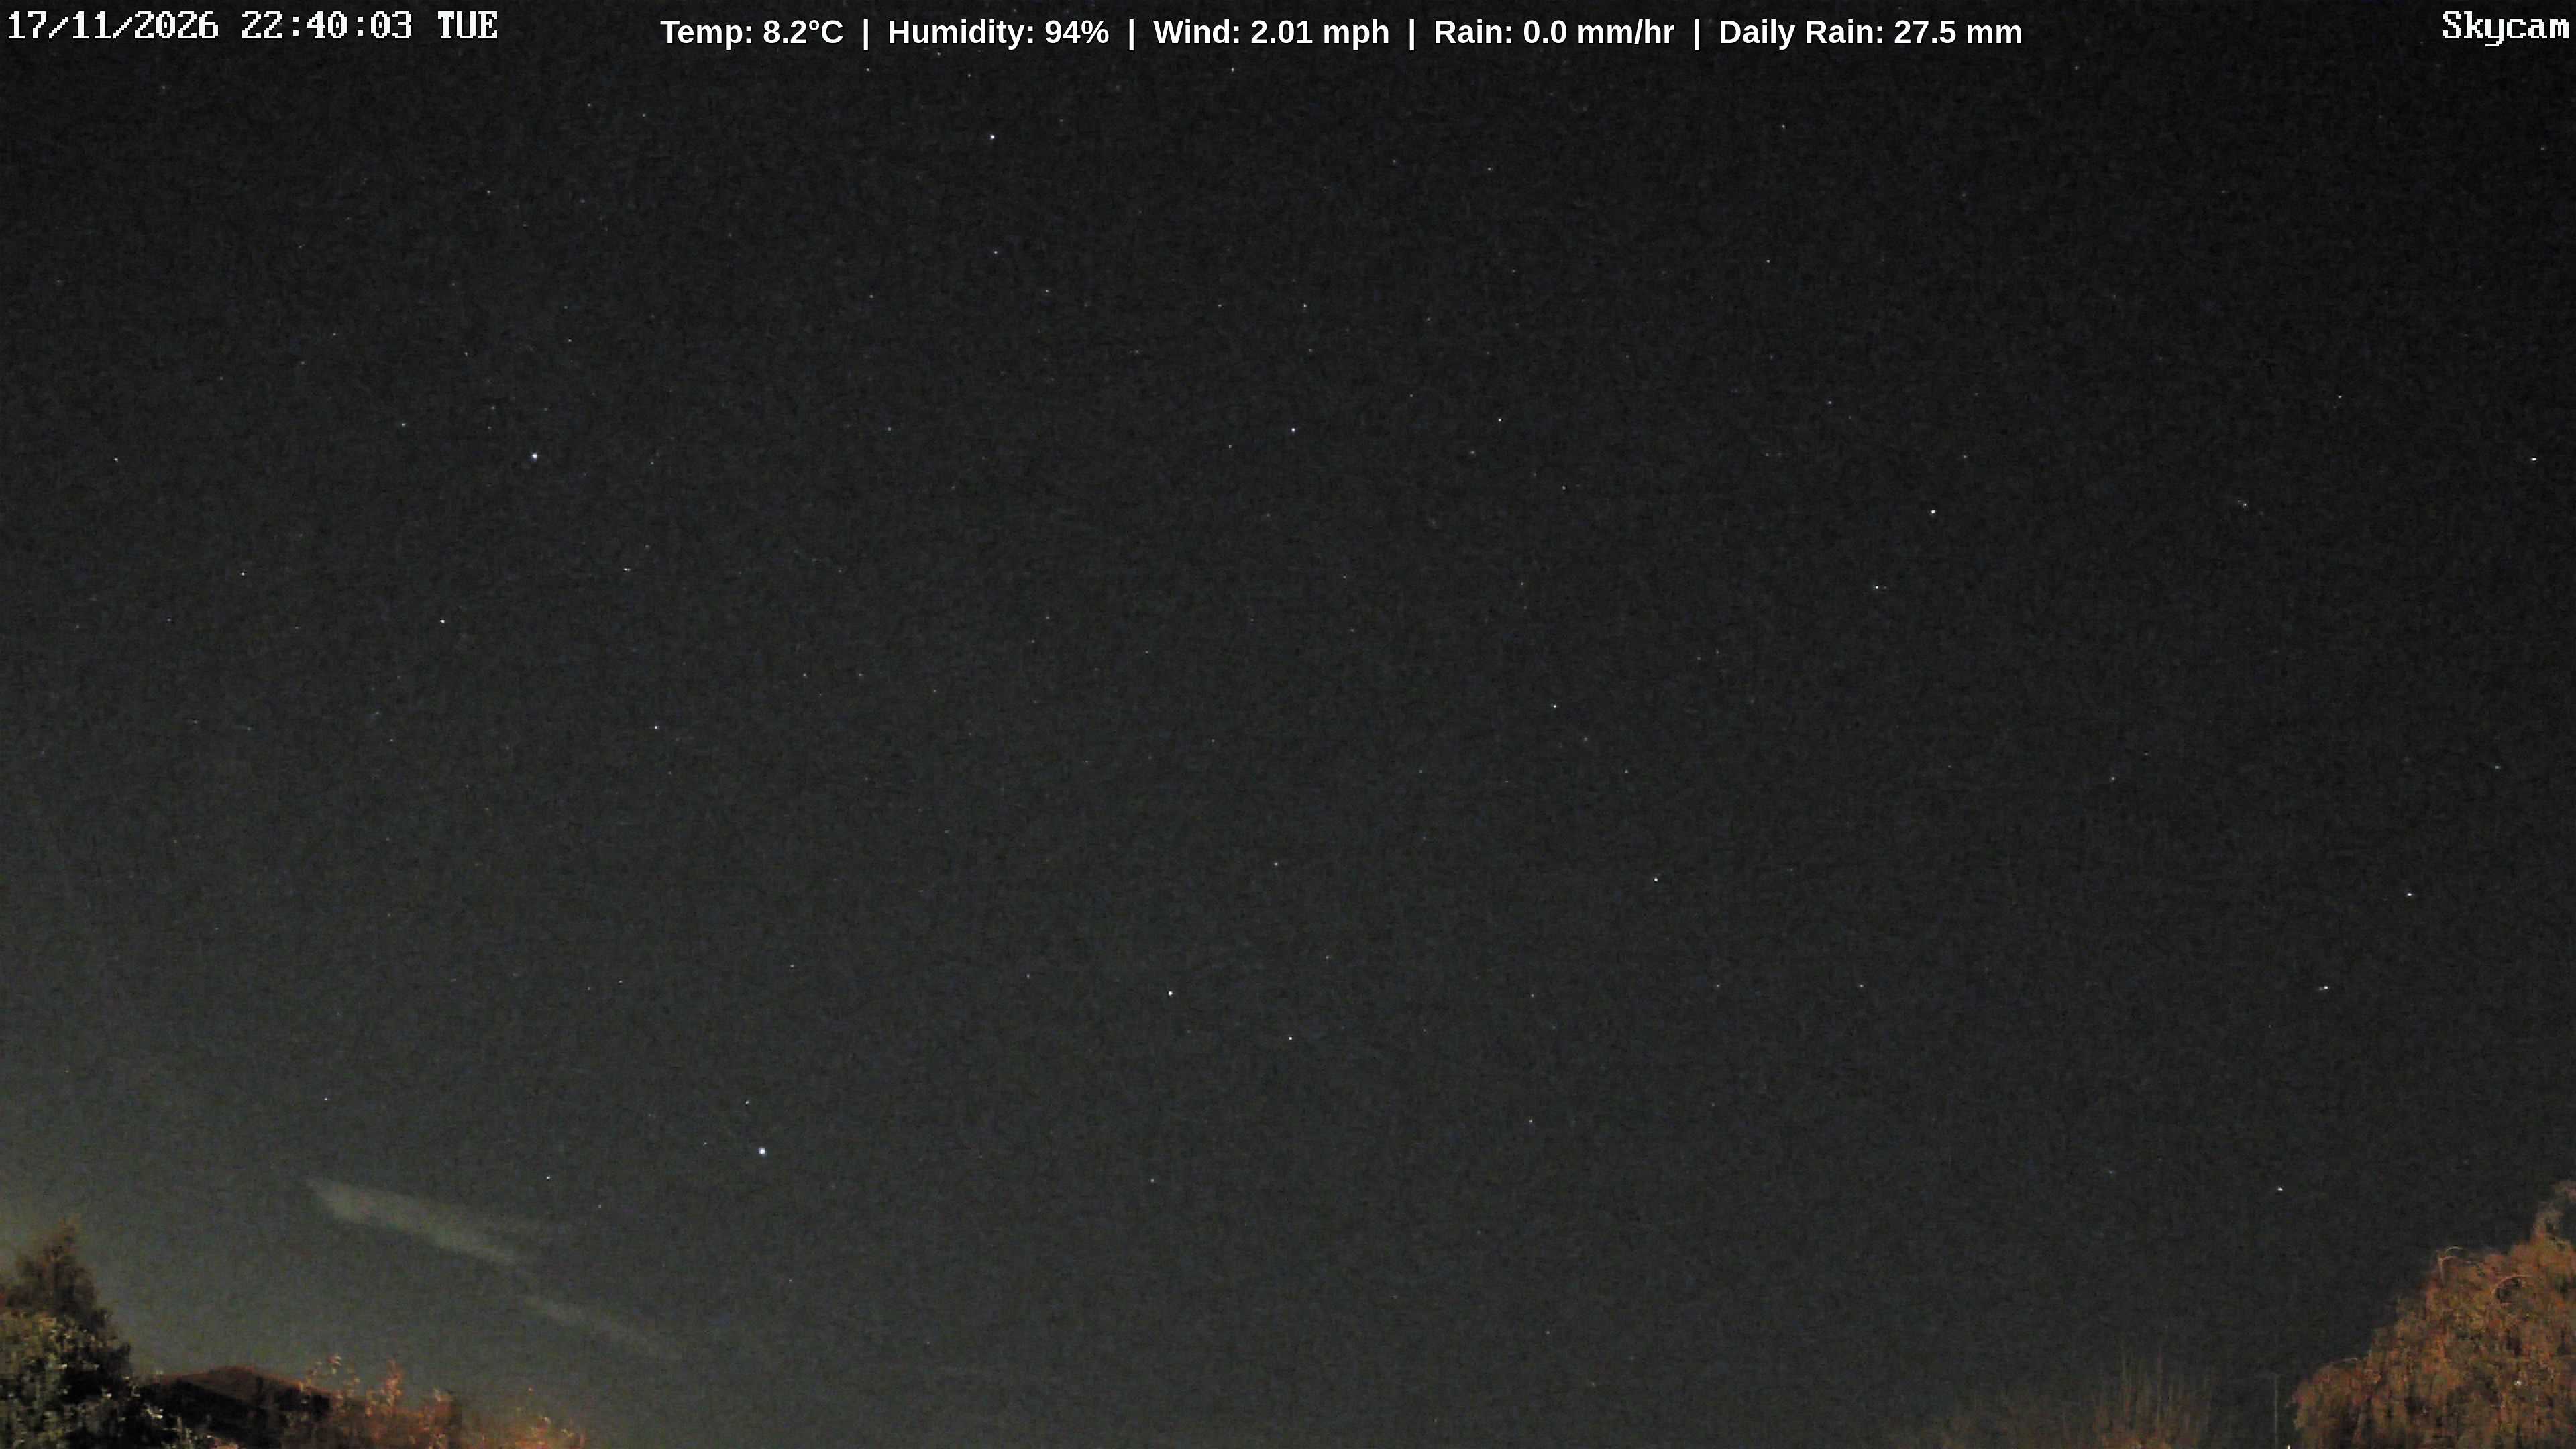 17/11/2026 22:40:03 TUE
Temp: 8.2°C | Humidity: 94% | Wind: 2.01 mph | Rain: 0.0 mm/hr | Daily Rain: 27.5 mm
Skycam